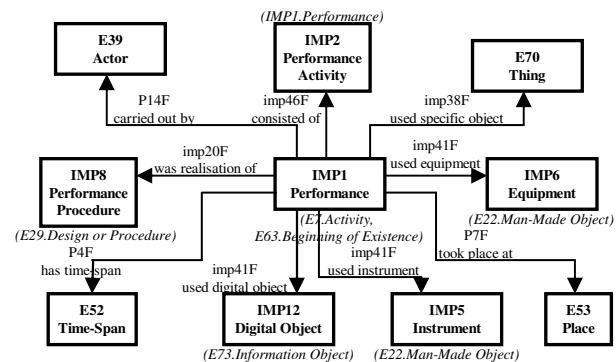 (IMP1.Performance)
E39
Actor
IMP2
Performance
Activity
E70
Thing
P14F
carried out by
imp46F
consisted of
imp38F
used specific object
imp20F
was realisation of
imp41F
used equipment
IMP8
Performance
Procedure
IMP1
Performance
IMP6
Equipment
(E29.Design or Procedure)
(E7.Activity,
E63.Beginning of Existence)
(E22.Man-Made Object)
P4F
has time-span
imp41F
used digital object
imp41F
used instrument
P7F
took place at
E52
Time-Span
IMP12
Digital Object
IMP5
Instrument
E53
Place
(E73.Information Object)
(E22.Man-Made Object)